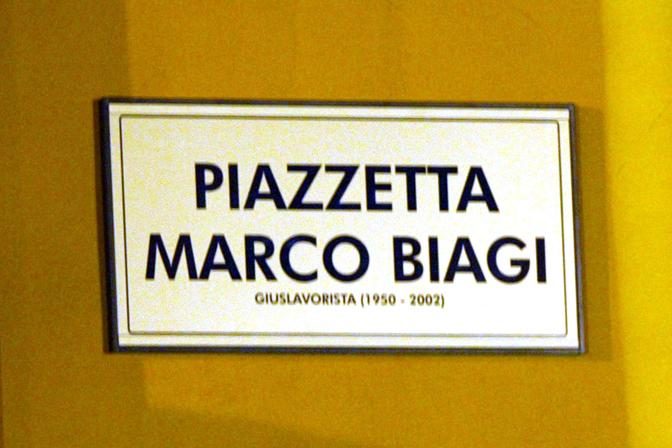 PIAZZETTA
MARCO BIAGI
GIUSLAVORISTA (1950 - 2002)